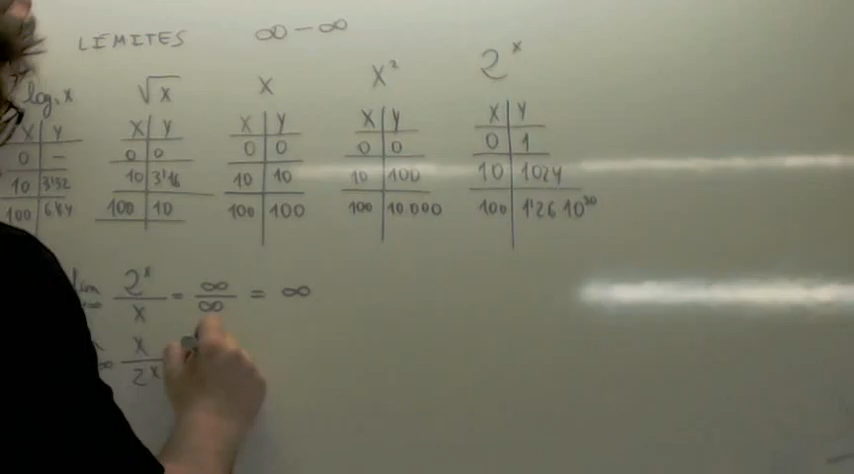 LÍMITES ∞ - ∞
log₂x √x x x² 2ˣ
x y x y x y x y x y
0 - 0 0 0 0 0 0 0 1
10 3'32 10 3'16 10 10 10 100 10 1024
100 6'64 100 10 100 100 100 10 000 100 1'26 10³⁰
2ˣ / x = ∞ / ∞ = ∞
x / 2ˣ